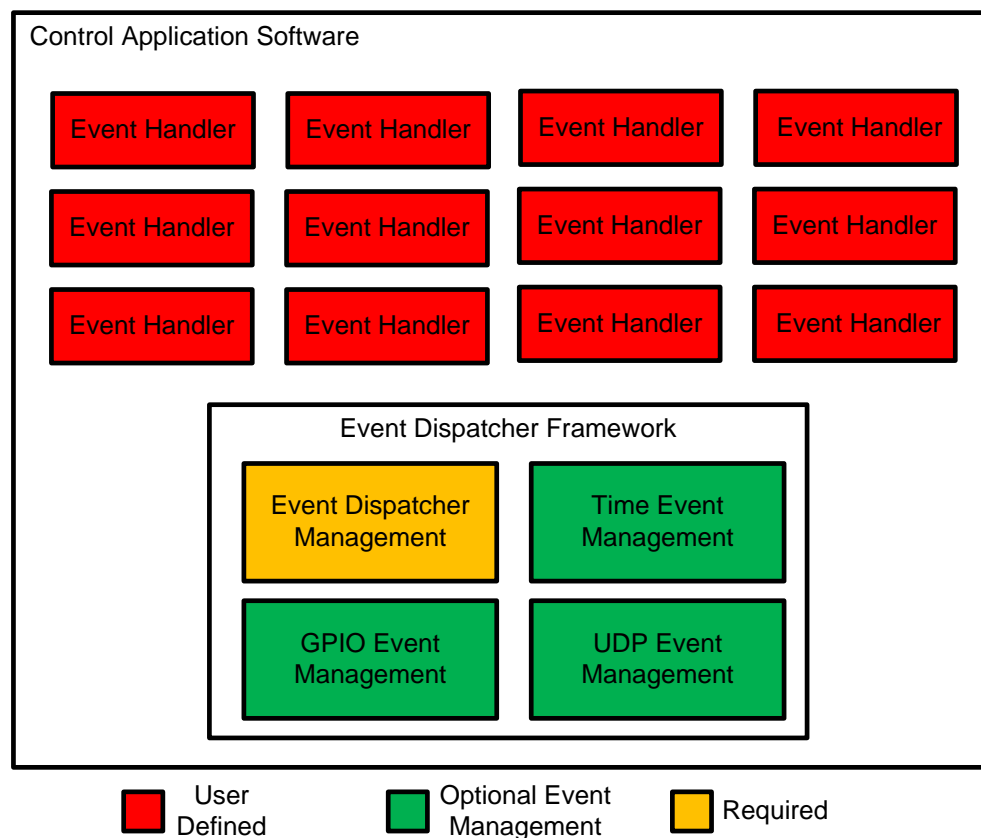 Control Application Software
Event Handler Event Handler Event Handler Event Handler
Event Handler Event Handler Event Handler Event Handler
Event Handler Event Handler Event Handler Event Handler
Event Dispatcher Framework
Event Dispatcher
Management
Time Event
Management
GPIO Event
Management
UDP Event
Management
User
Defined
Optional Event
Management
Required